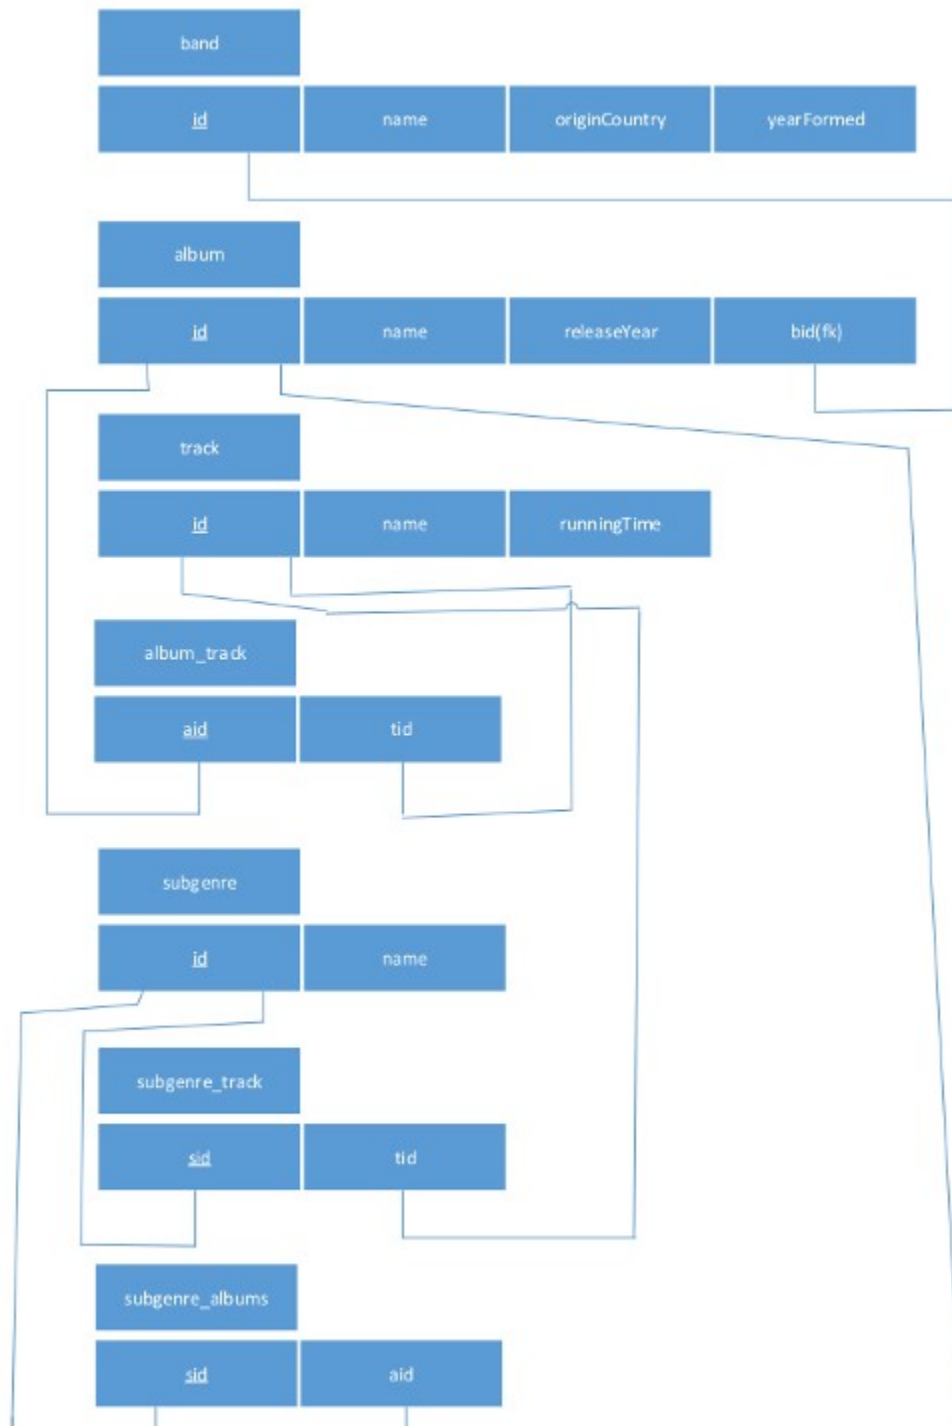 band
id name originCountry yearFormed
album
id name releaseYear bid(fk)
track
id name runningTime
album_track
aid tid
subgenre
id name
subgenre_track
sid tid
subgenre_albums
sid aid